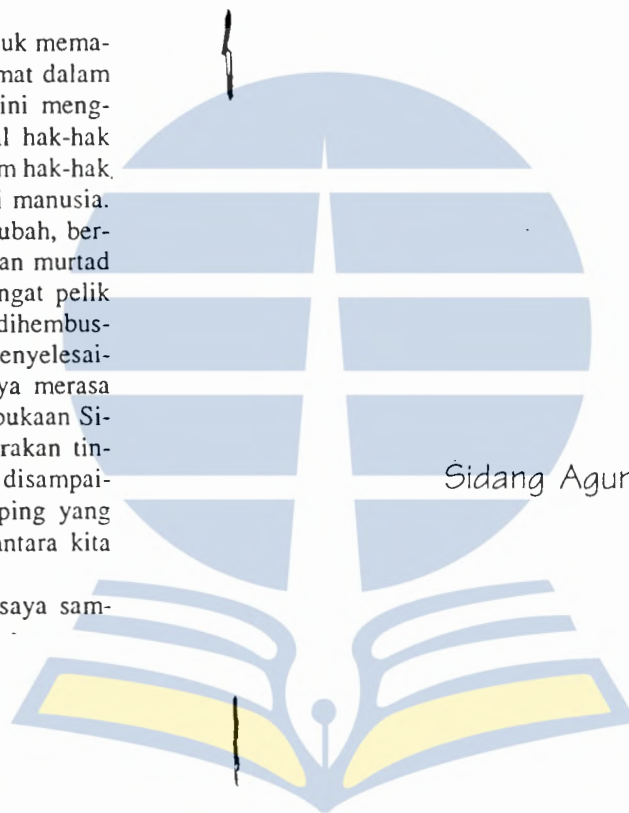 uk mema-
mat dalam
ini meng-
l hak-hak
m hak-hak
i manusia.
ubah, ber-
an murtad
ngat pelik
dihembus-
enyelesai-
ya merasa
bukaan Si-
rakan tin-
disampai-
ping yang
antara kita
saya sam-
Sidang Agun